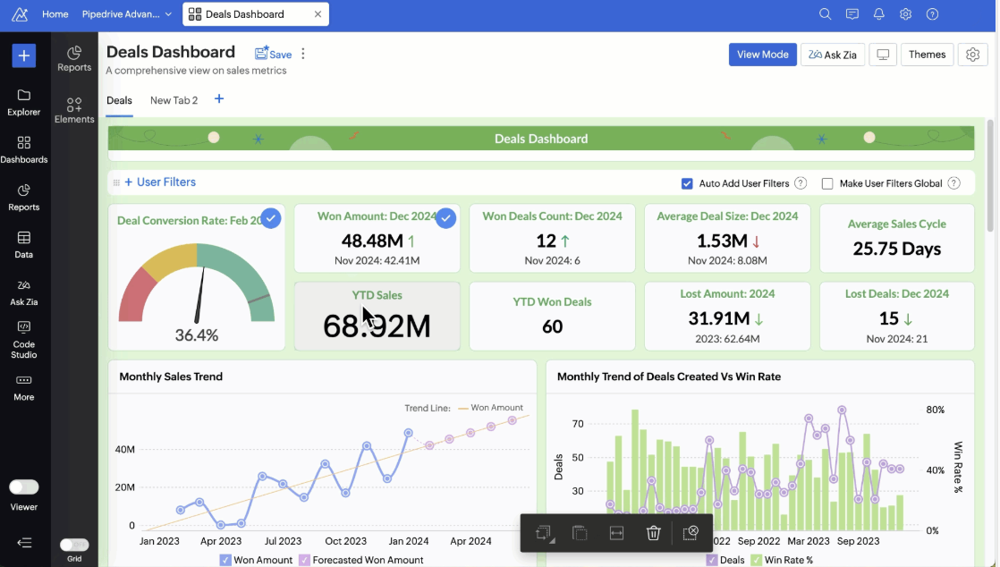 Home
Pipedrive Advan...
Deals Dashboard
Reports
Elements
Explorer
Dashboards
Reports
Data
Ask Zia
Code
Studio
More
Viewer
Grid
Deals Dashboard
Save
A comprehensive view on sales metrics
View Mode
Ask Zia
Themes
Deals
New Tab 2
Deals Dashboard
+ User Filters
Auto Add User Filters
Make User Filters Global
Deal Conversion Rate: Feb 20
36.4%
Won Amount: Dec 2024
48.48M ↑
Nov 2024: 42.41M
Won Deals Count: Dec 2024
12 ↑
Nov 2024: 6
Average Deal Size: Dec 2024
1.53M ↓
Nov 2024: 8.08M
Average Sales Cycle
25.75 Days
YTD Sales
68.92M
YTD Won Deals
60
Lost Amount: 2024
31.91M ↓
2023: 62.64M
Lost Deals: Dec 2024
15 ↓
Nov 2024: 21
Monthly Sales Trend
Trend Line: Won Amount
40M
20M
0
Jan 2023 Apr 2023 Jul 2023 Oct 2023 Jan 2024 Apr 2024
Won Amount Forecasted Won Amount
Monthly Trend of Deals Created Vs Win Rate
80%
70
50
40%
30
0%
Deals
Win Rate %
Sep 2022 Mar 2023 Sep 2023
Deals Win Rate %